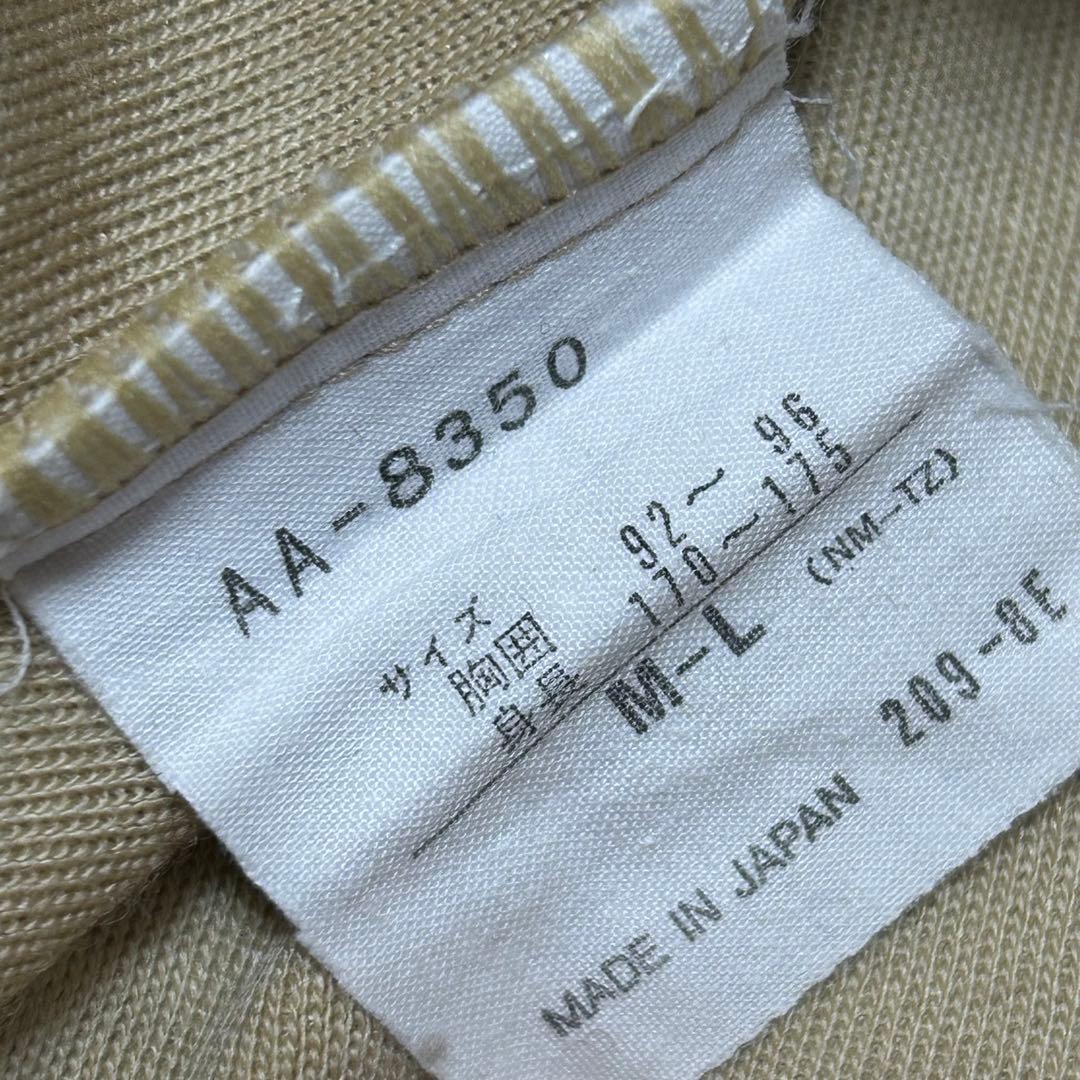 AA-8350
サイズ
胸囲 92～96
身長 170～175
M-L
(NM-TZ)
209-8E
MADE IN JAPAN